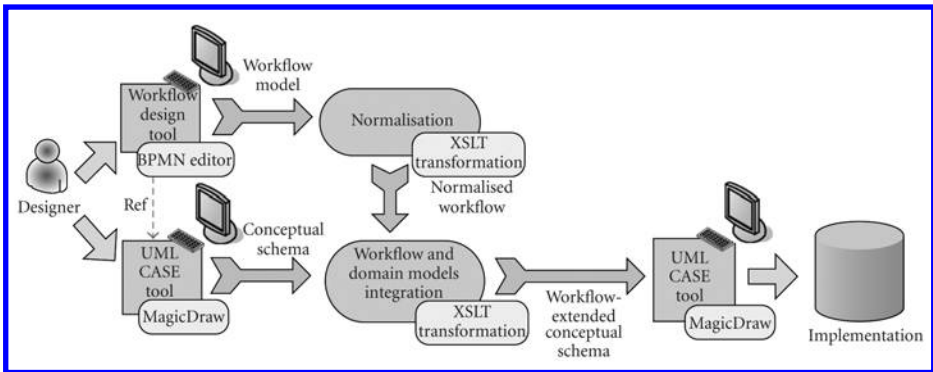 Workflow
model
Workflow
design
tool
BPMN editor
Normalisation
XSLT
transformation
Designer
Ref
Normalised
workflow
UML
CASE
tool
MagicDraw
Conceptual
schema
Workflow and
domain models
integration
XSLT
transformation
Workflow-
extended
conceptual
schema
UML
CASE
tool
MagicDraw
Implementation